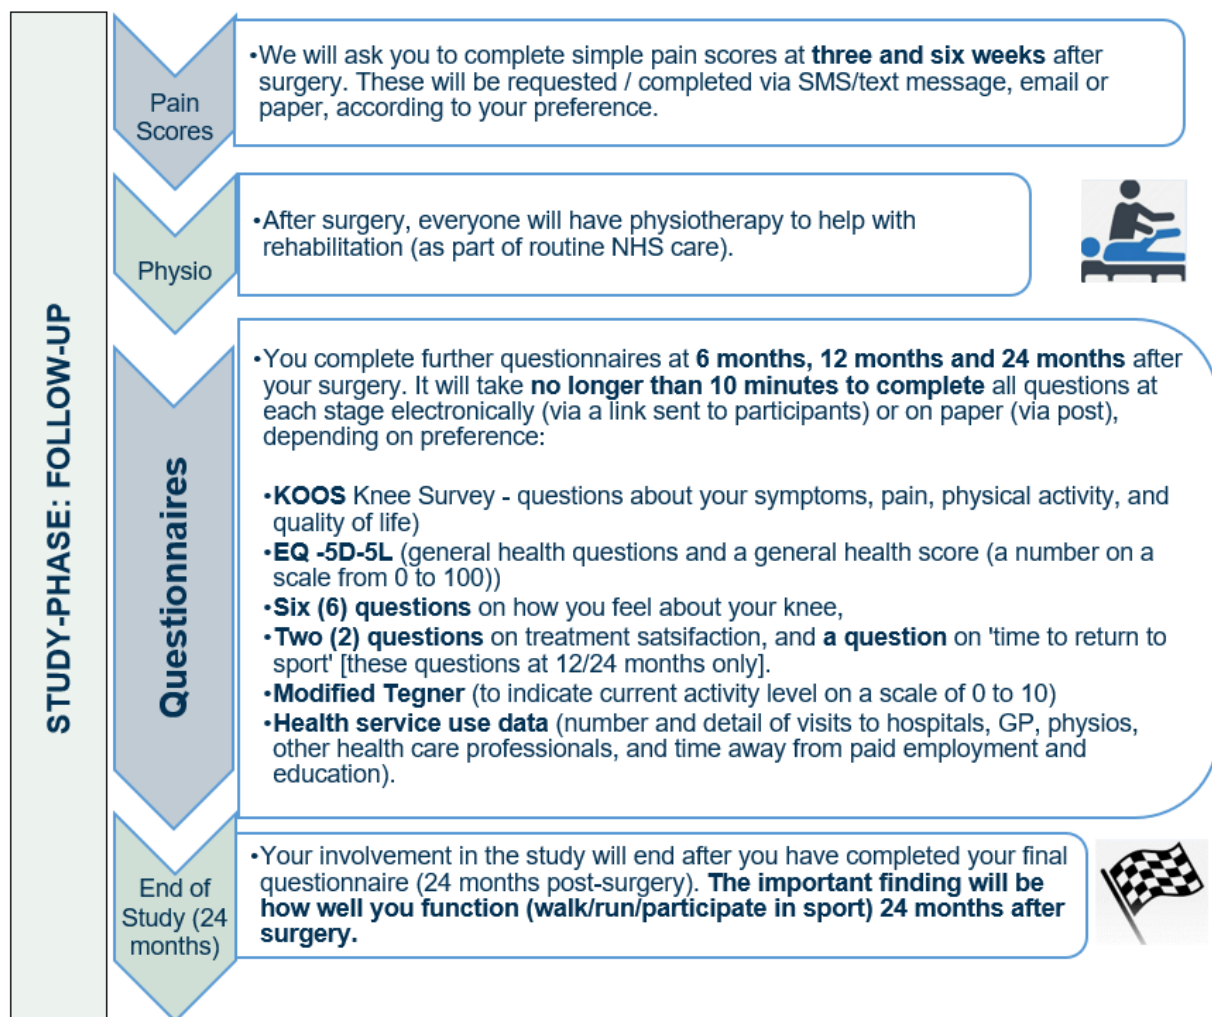 STUDY-PHASE: FOLLOW-UP
Pain
Scores
•We will ask you to complete simple pain scores at three and six weeks after
surgery. These will be requested / completed via SMS/text message, email or
paper, according to your preference.
Physio
•After surgery, everyone will have physiotherapy to help with
rehabilitation (as part of routine NHS care).
Questionnaires
•You complete further questionnaires at 6 months, 12 months and 24 months after
your surgery. It will take no longer than 10 minutes to complete all questions at
each stage electronically (via a link sent to participants) or on paper (via post),
depending on preference:
•KOOS Knee Survey - questions about your symptoms, pain, physical activity, and
quality of life)
•EQ -5D-5L (general health questions and a general health score (a number on a
scale from 0 to 100))
•Six (6) questions on how you feel about your knee,
•Two (2) questions on treatment satsifaction, and a question on 'time to return to
sport' [these questions at 12/24 months only].
•Modified Tegner (to indicate current activity level on a scale of 0 to 10)
•Health service use data (number and detail of visits to hospitals, GP, physios,
other health care professionals, and time away from paid employment and
education).
End of
Study (24
months)
•Your involvement in the study will end after you have completed your final
questionnaire (24 months post-surgery). The important finding will be
how well you function (walk/run/participate in sport) 24 months after
surgery.